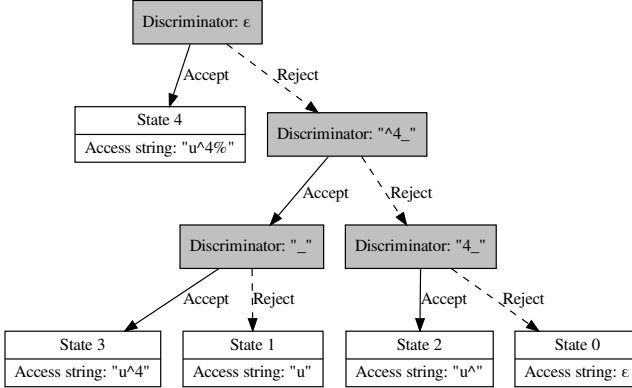 Discriminator: ε
Accept
Reject
State 4
Access string: "u^4%"
Discriminator: "^4_"
Accept
Reject
Discriminator: "_"
Discriminator: "4_"
Accept
Reject
Accept
Reject
State 3
Access string: "u^4"
State 1
Access string: "u"
State 2
Access string: "u^"
State 0
Access string: ε